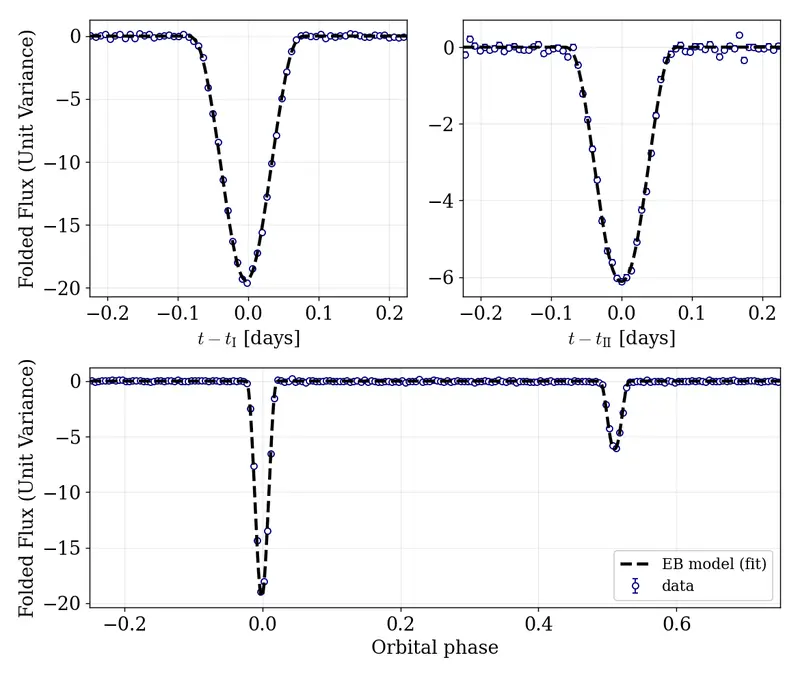 Folded Flux (Unit Variance)
0
−5
−10
−15
−20
−0.2 −0.1 0.0 0.1 0.2
t − t_I [days]
0
−2
−4
−6
−0.2 −0.1 0.0 0.1 0.2
t − t_II [days]
Folded Flux (Unit Variance)
0
−5
−10
−15
−20
−0.2 0.0 0.2 0.4 0.6
Orbital phase
EB model (fit)
data